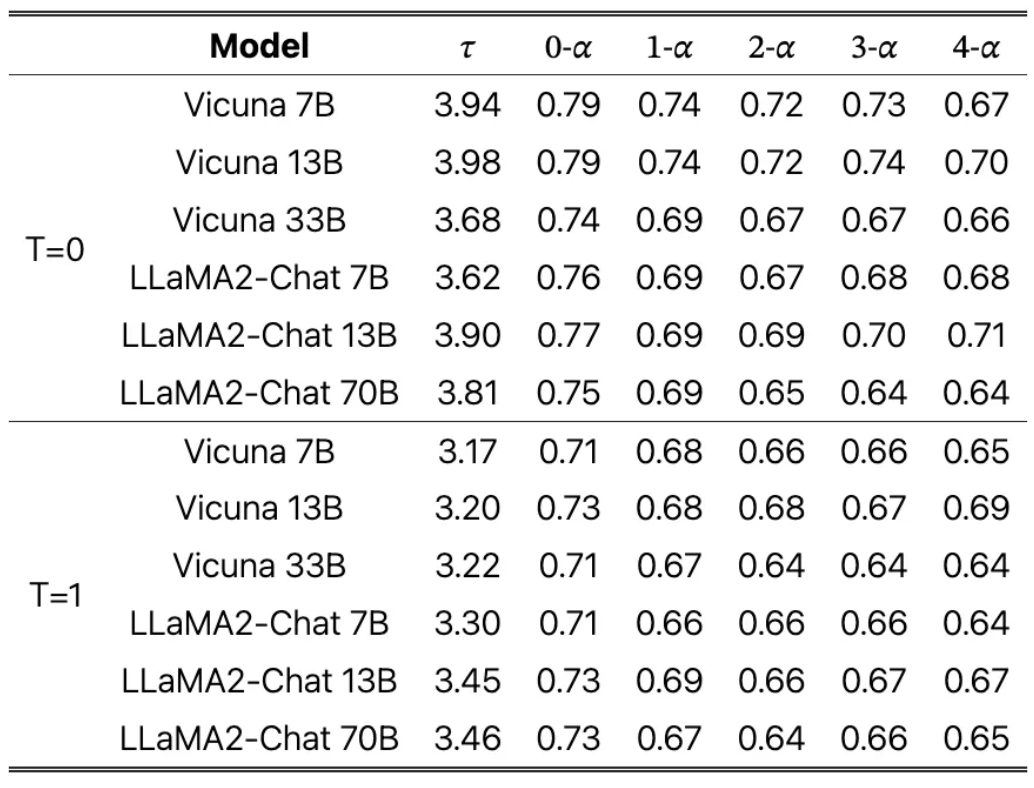 Model τ 0-α 1-α 2-α 3-α 4-α
Vicuna 7B 3.94 0.79 0.74 0.72 0.73 0.67
Vicuna 13B 3.98 0.79 0.74 0.72 0.74 0.70
Vicuna 33B 3.68 0.74 0.69 0.67 0.67 0.66
T=0
LLaMA2-Chat 7B 3.62 0.76 0.69 0.67 0.68 0.68
LLaMA2-Chat 13B 3.90 0.77 0.69 0.69 0.70 0.71
LLaMA2-Chat 70B 3.81 0.75 0.69 0.65 0.64 0.64
Vicuna 7B 3.17 0.71 0.68 0.66 0.66 0.65
Vicuna 13B 3.20 0.73 0.68 0.68 0.67 0.69
Vicuna 33B 3.22 0.71 0.67 0.64 0.64 0.64
T=1
LLaMA2-Chat 7B 3.30 0.71 0.66 0.66 0.66 0.64
LLaMA2-Chat 13B 3.45 0.73 0.69 0.66 0.67 0.67
LLaMA2-Chat 70B 3.46 0.73 0.67 0.64 0.66 0.65